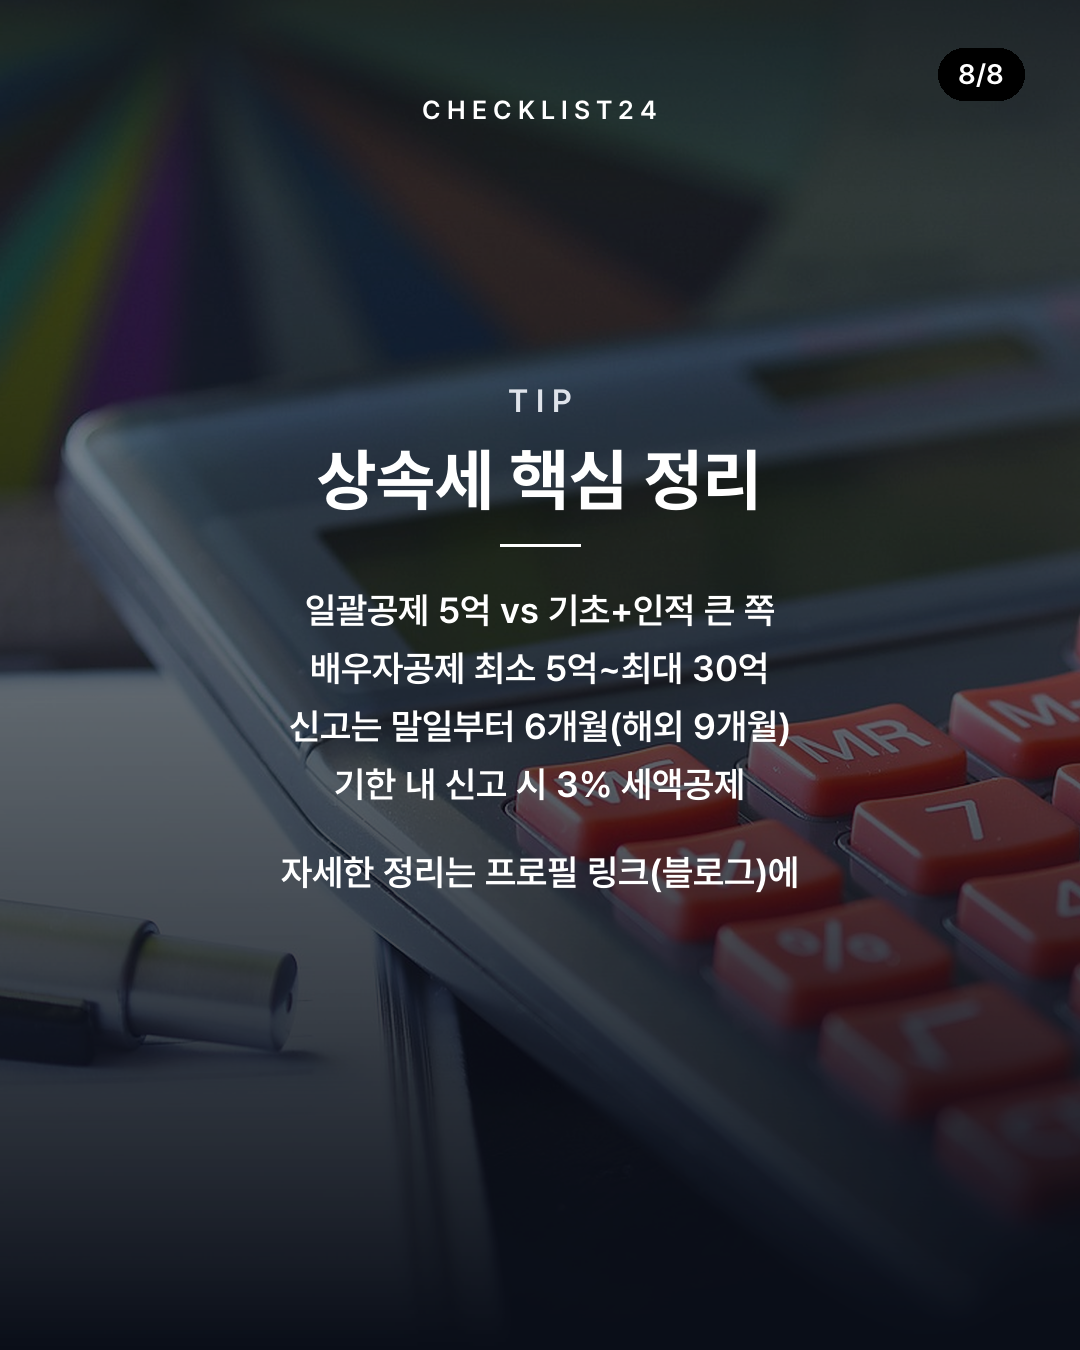 8/8
CHECKLIST24
TIP
상속세 핵심 정리
일괄공제 5억 vs 기초+인적 큰 쪽
배우자공제 최소 5억~최대 30억
신고는 말일부터 6개월(해외 9개월)
기한 내 신고 시 3% 세액공제
자세한 정리는 프로필 링크(블로그)에
MR
7
%